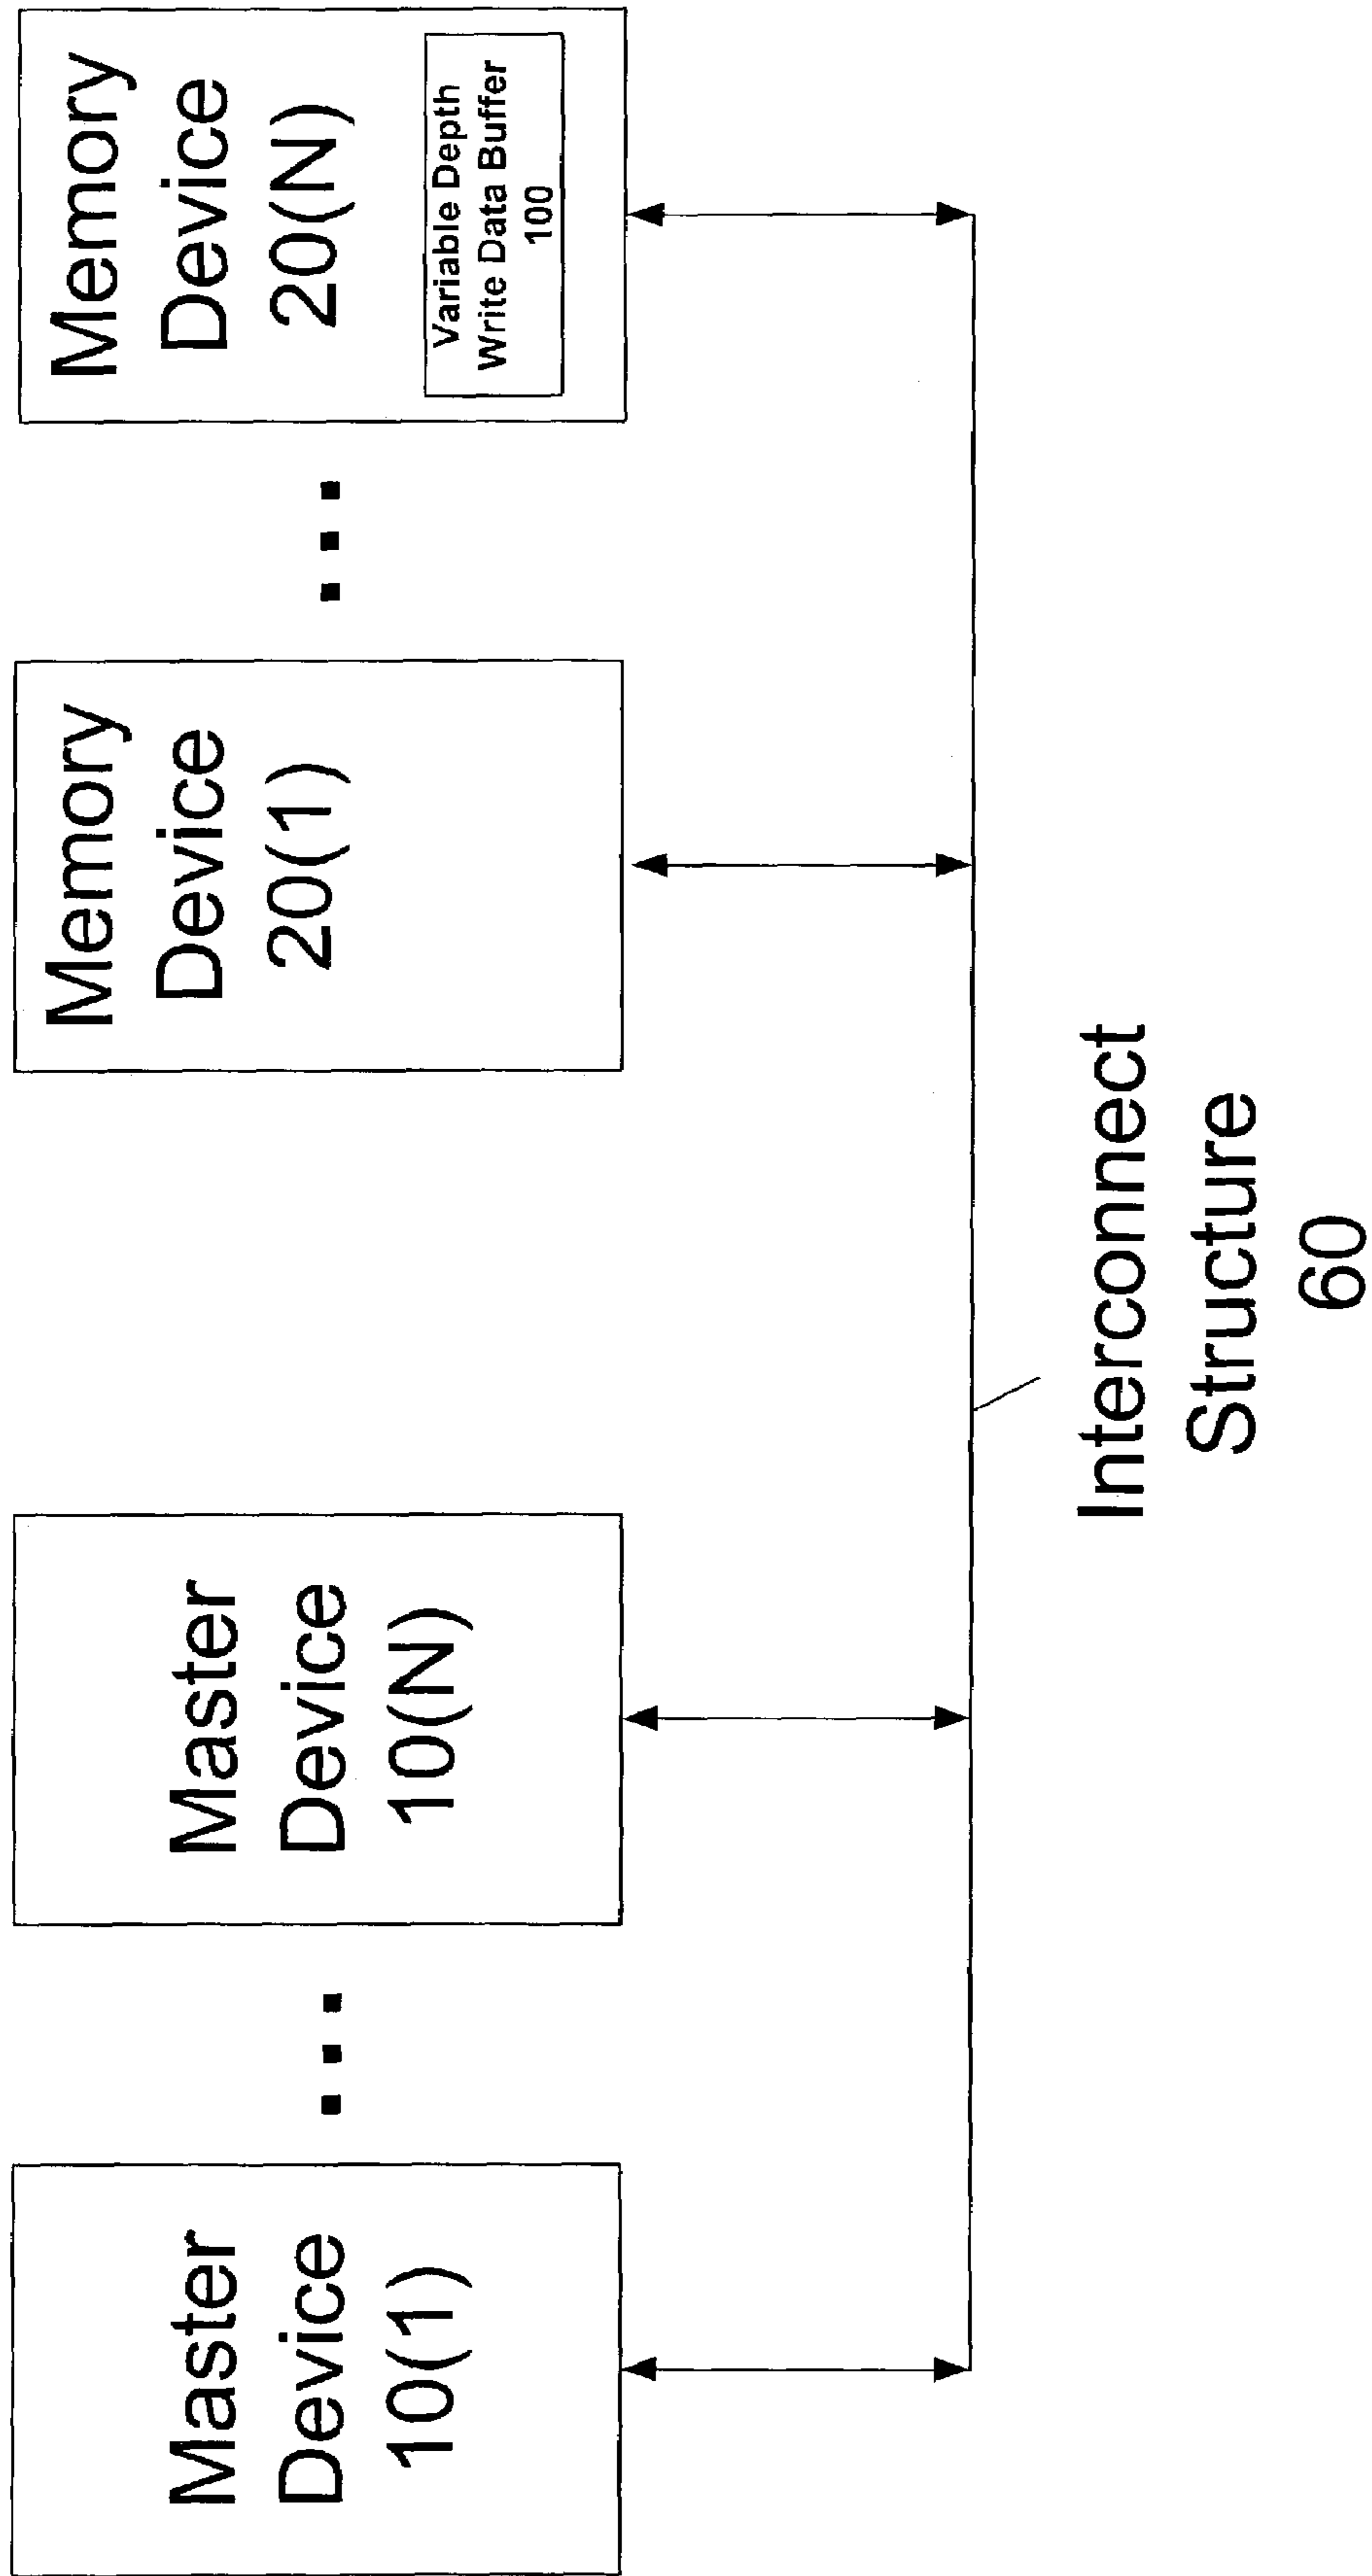 Master
Device
10(1)
Master
Device
10(N)
Memory
Device
20(1)
Memory
Device
20(N)
Variable Depth
Write Data Buffer
100
Interconnect
Structure
60